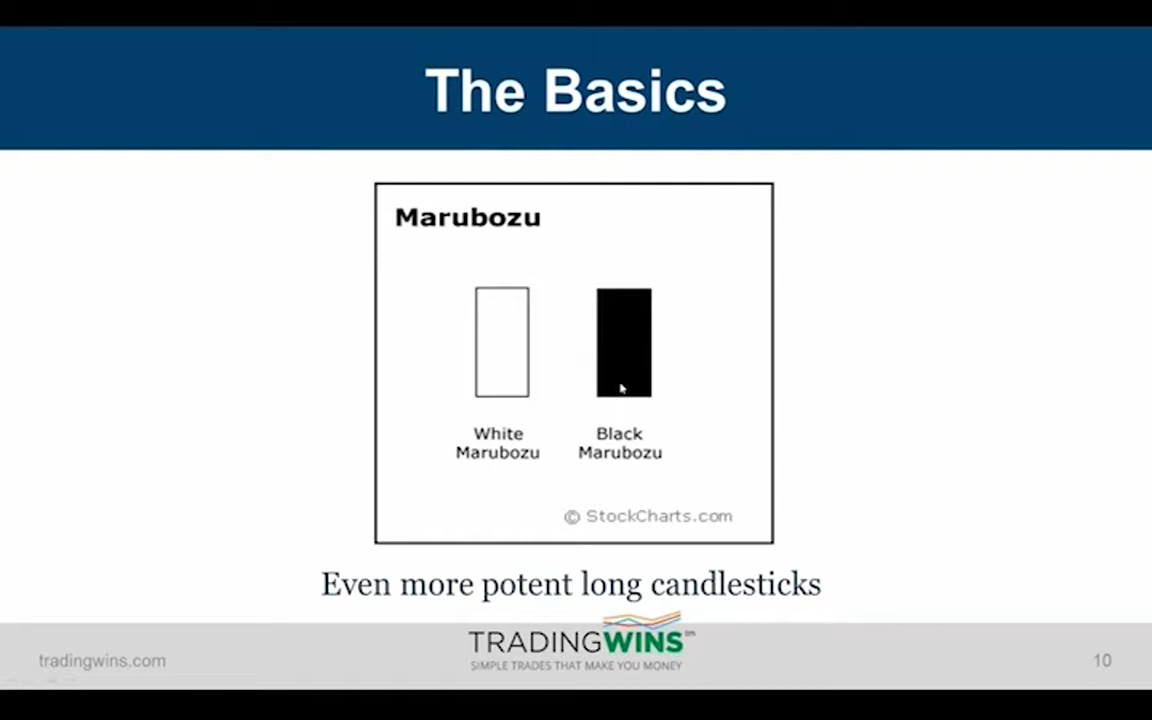 The Basics
Marubozu
White Black
Marubozu Marubozu
© StockCharts.com
Even more potent long candlesticks
TRADINGWINS™
SIMPLE TRADES THAT MAKE YOU MONEY
tradingwins.com
10